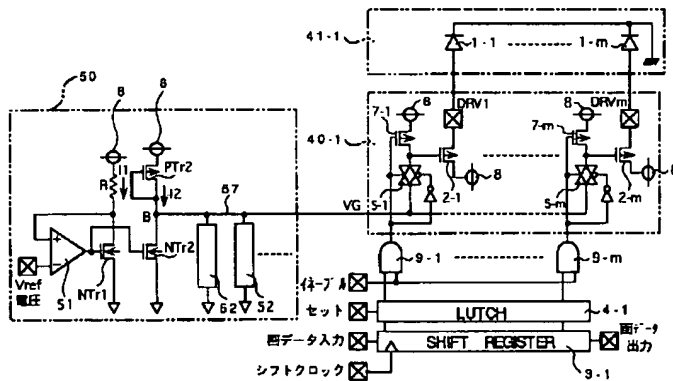 41-1
1-1
1-m
50
8
8
8
DRV1
8
DRVm
7-1
7-m
40-1
PTr2
R
I1
I2
B
67
VG
5-1
2-1
8
5-m
2-m
8
51
NTr1
NTr2
62
52
Vref
電圧
9-1
9-m
イネーブル
セット
LUTCH
4-1
画データ入力
SHIFT REGISTER
画データ
出力
シフトクロック
9-1